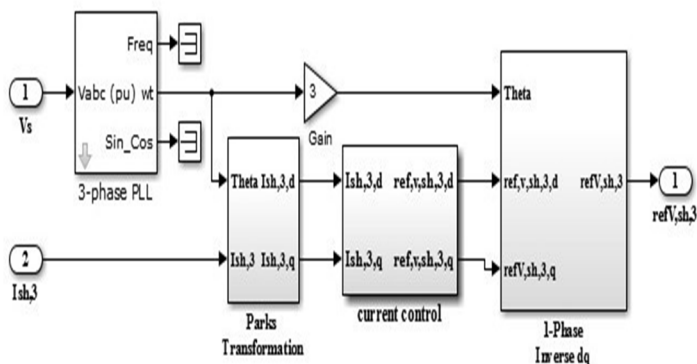 Freq
1
Vabc (pu) wt
3
Theta
Vs
Sin_Cos
Gain
3-phase PLL
Theta Ish,3,d
Ish,3,d ref,v,sh,3,d
ref,v,sh,3,d refV,sh,3
1
refV,sh,3
2
Ish,3
Ish,3 Ish,3,q
Ish,3,q ref,v,sh,3,q
refV,sh,3,q
Parks
Transformation
current control
1-Phase
Inverse dq